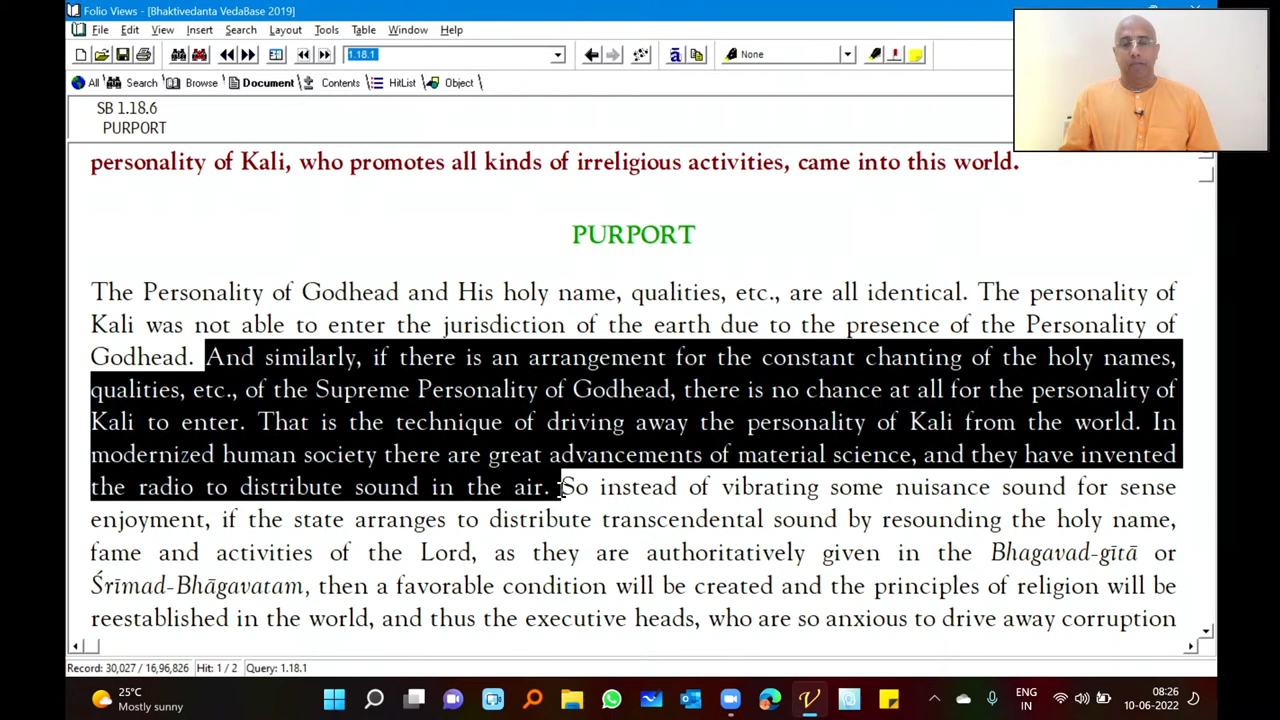 Folio Views - [Bhaktivedanta VedaBase 2019]
File Edit View Insert Search Layout Tools Table Window Help
1.18.1
None
All Search Browse Document Contents HitList Object
SB 1.18.6
PURPORT
personality of Kali, who promotes all kinds of irreligious activities, came into this world.
PURPORT
The Personality of Godhead and His holy name, qualities, etc., are all identical. The personality of
Kali was not able to enter the jurisdiction of the earth due to the presence of the Personality of
Godhead. And similarly, if there is an arrangement for the constant chanting of the holy names,
qualities, etc., of the Supreme Personality of Godhead, there is no chance at all for the personality of
Kali to enter. That is the technique of driving away the personality of Kali from the world. In
modernized human society there are great advancements of material science, and they have invented
the radio to distribute sound in the air. So instead of vibrating some nuisance sound for sense
enjoyment, if the state arranges to distribute transcendental sound by resounding the holy name,
fame and activities of the Lord, as they are authoritatively given in the Bhagavad-gītā or
Śrīmad-Bhāgavatam, then a favorable condition will be created and the principles of religion will be
reestablished in the world, and thus the executive heads, who are so anxious to drive away corruption
Record: 30,027 / 16,96,826 Hit: 1 / 2 Query: 1.18.1
25°C
Mostly sunny
ENG
IN
08:26
10-06-2022